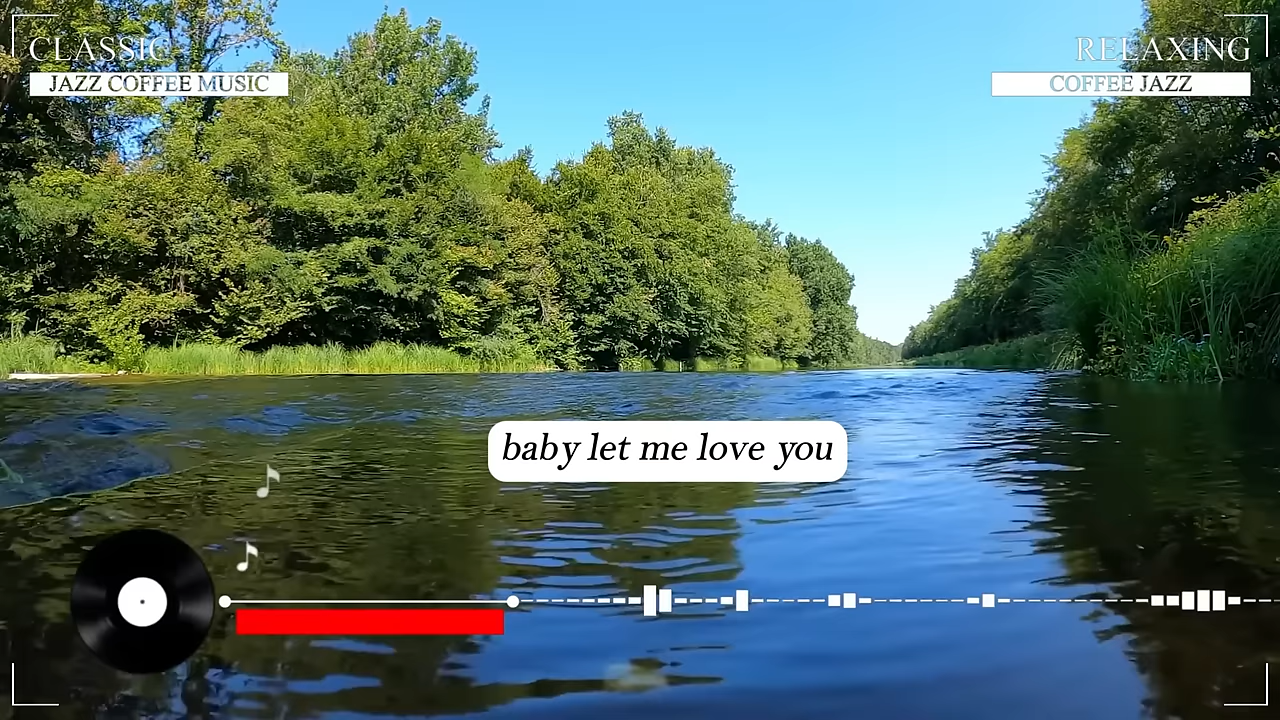 CLASSIC
JAZZ COFFEE MUSIC
RELAXING
COFFEE JAZZ
baby let me love you